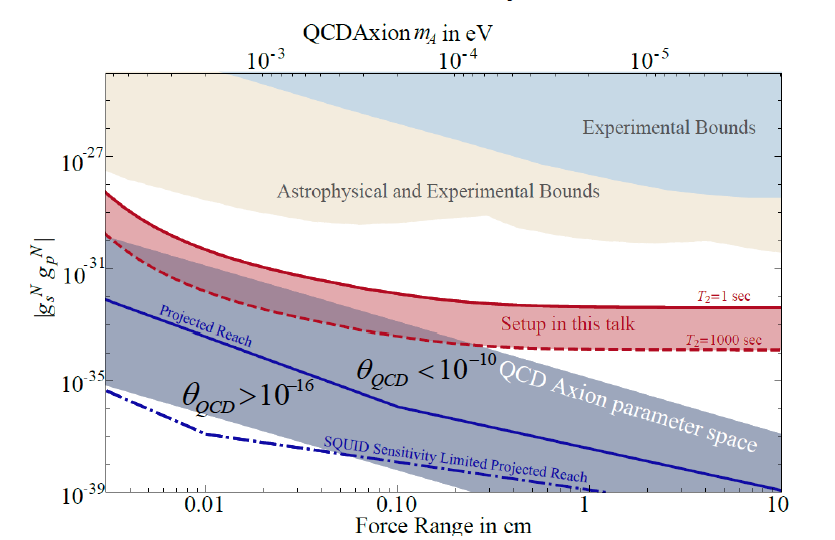 QCDAxion m_A in eV
10^-3 10^-4 10^-5
Experimental Bounds
10^-27
Astrophysical and Experimental Bounds
|g_s^N g_p^N|
10^-31
T_2=1 sec
Projected Reach
Setup in this talk
T_2=1000 sec
θ_QCD <10^-10
10^-35
θ_QCD >10^-16
QCD Axion parameter space
SQUID Sensitivity Limited Projected Reach
10^-39
0.01 0.10 1 10
Force Range in cm